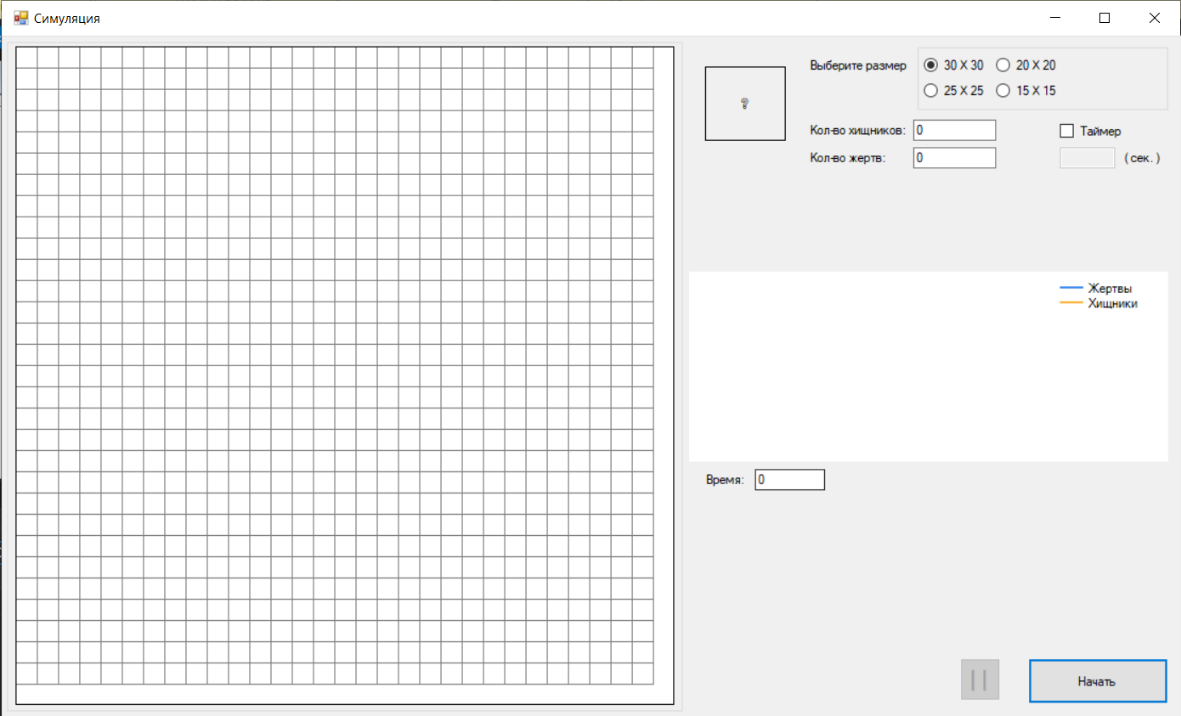 Симуляция
?
Выберите размер
30 X 30
20 X 20
25 X 25
15 X 15
Кол-во хищников: 0
Таймер
Кол-во жертв: 0
(сек.)
Жертвы
Хищники
Время: 0
Начать